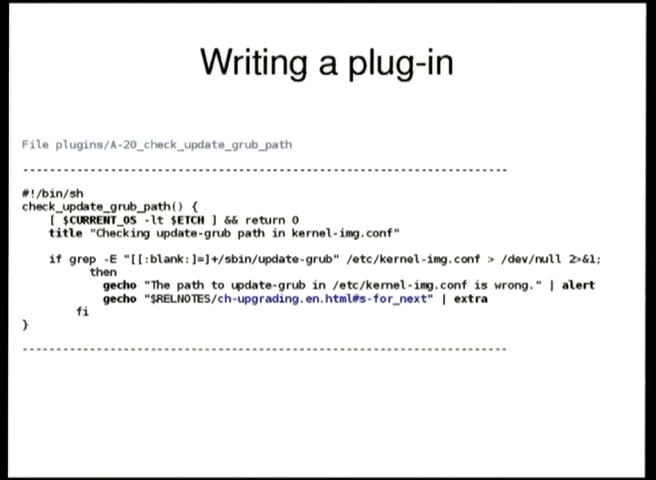 Writing a plug-in
File plugins/A-20_check_update_grub_path
------------------------------------------------------------------------
#!/bin/sh
check_update_grub_path() {
[ $CURRENT_OS -lt $ETCH ] && return 0
title "Checking update-grub path in kernel-img.conf"
if grep -E "[[:blank:]=]+/sbin/update-grub" /etc/kernel-img.conf > /dev/null 2>&1;
then
gecho "The path to update-grub in /etc/kernel-img.conf is wrong." | alert
gecho "$RELNOTES/ch-upgrading.en.html#s-for_next" | extra
fi
}
------------------------------------------------------------------------